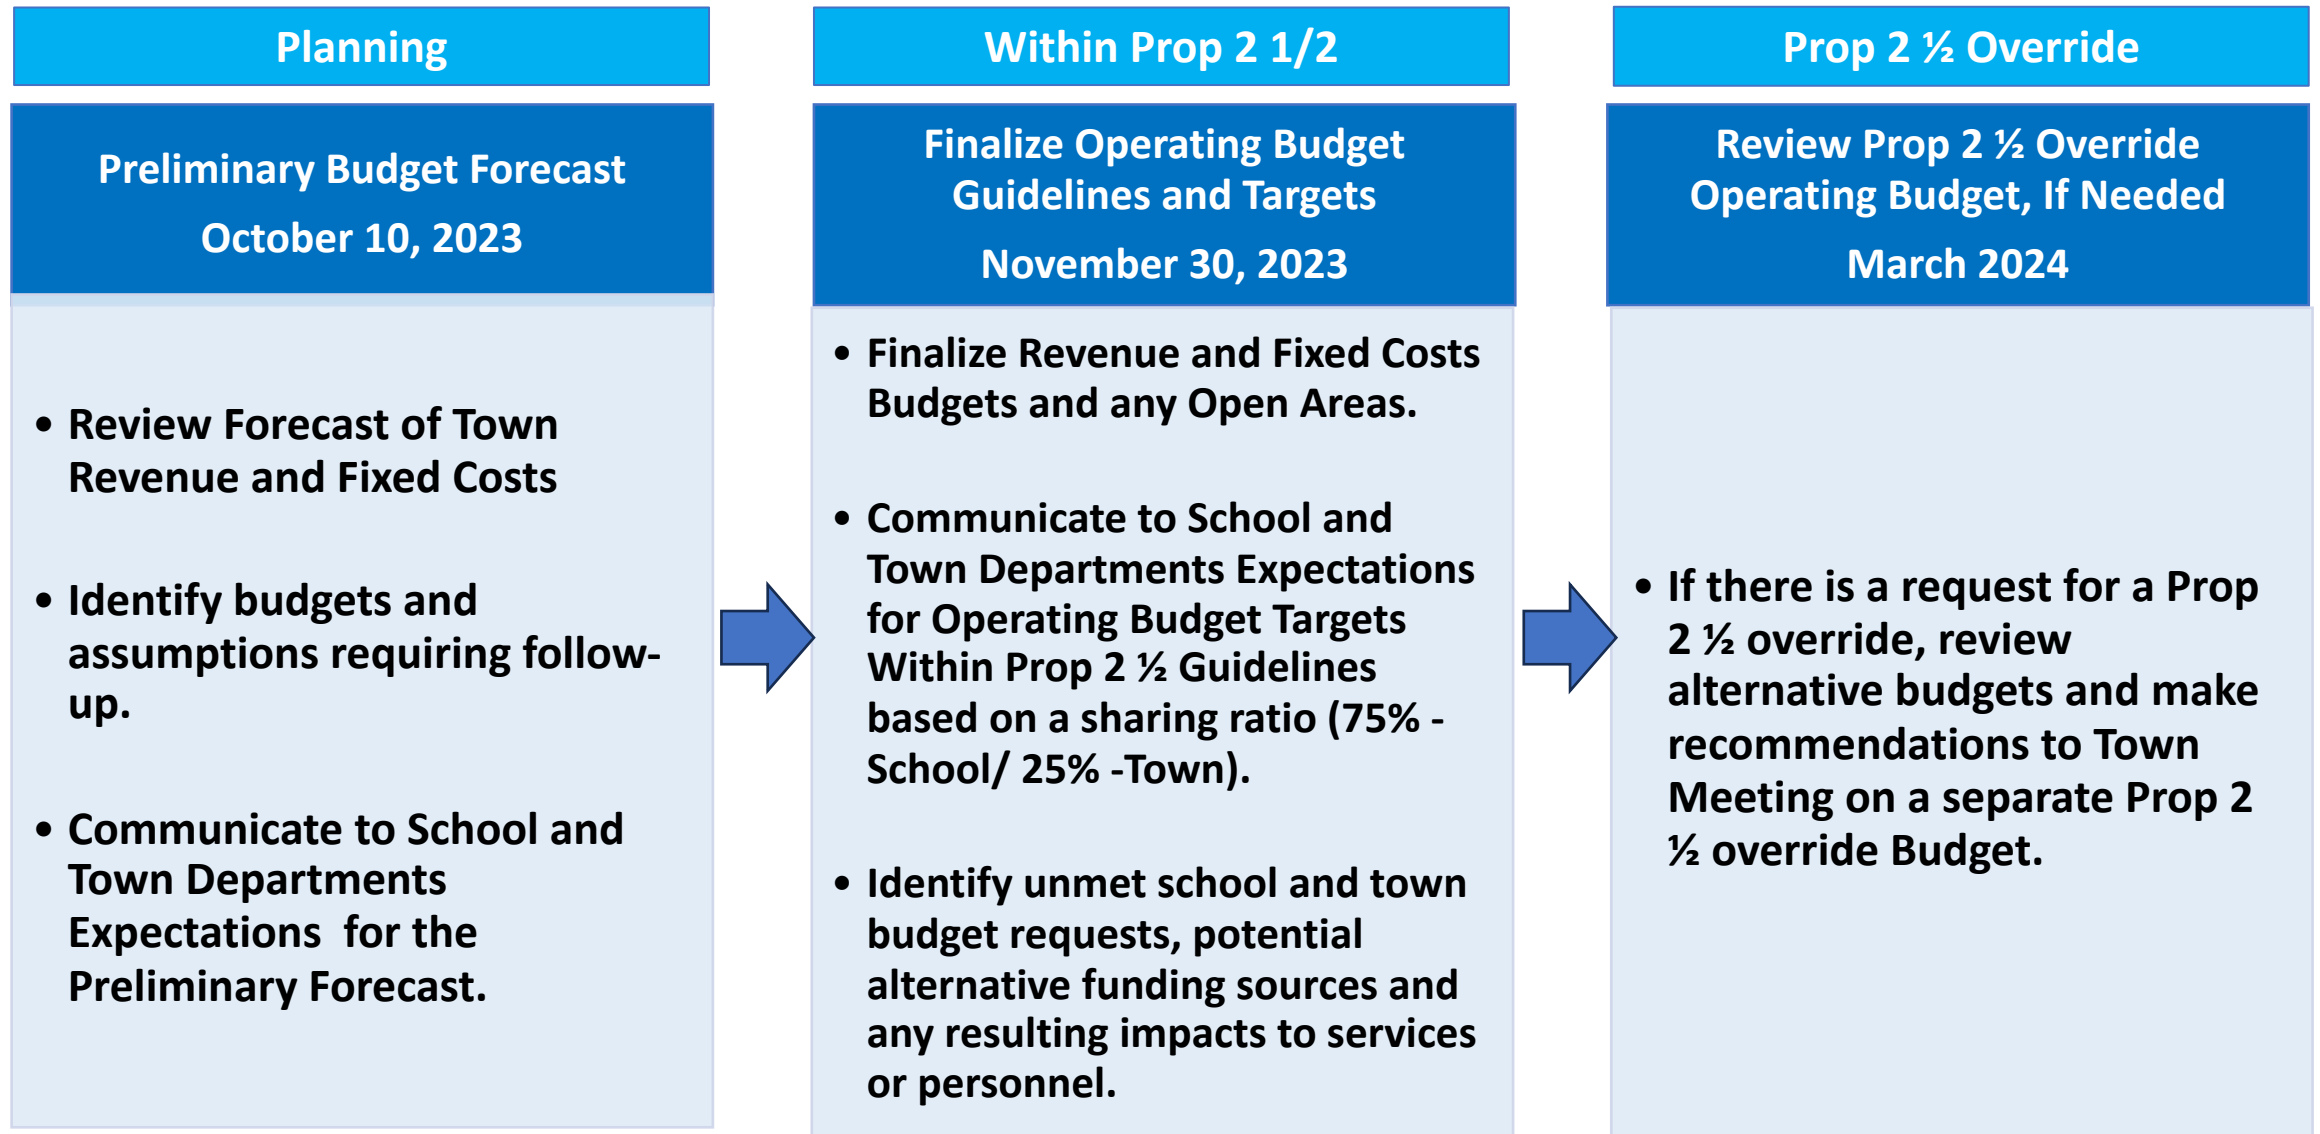 Planning
Preliminary Budget Forecast
October 10, 2023
• Review Forecast of Town
Revenue and Fixed Costs
• Identify budgets and
assumptions requiring follow-
up.
• Communicate to School and
Town Departments
Expectations  for the
Preliminary Forecast.
Within Prop 2 1/2
Finalize Operating Budget
Guidelines and Targets
November 30, 2023
• Finalize Revenue and Fixed Costs
Budgets and any Open Areas.
• Communicate to School and
Town Departments Expectations
for Operating Budget Targets
Within Prop 2 ½ Guidelines
based on a sharing ratio (75% -
School/ 25% -Town).
• Identify unmet school and town
budget requests, potential
alternative funding sources and
any resulting impacts to services
or personnel.
Prop 2 ½ Override
Review Prop 2 ½ Override
Operating Budget, If Needed
March 2024
• If there is a request for a Prop
2 ½ override, review
alternative budgets and make
recommendations to Town
Meeting on a separate Prop 2
½ override Budget.